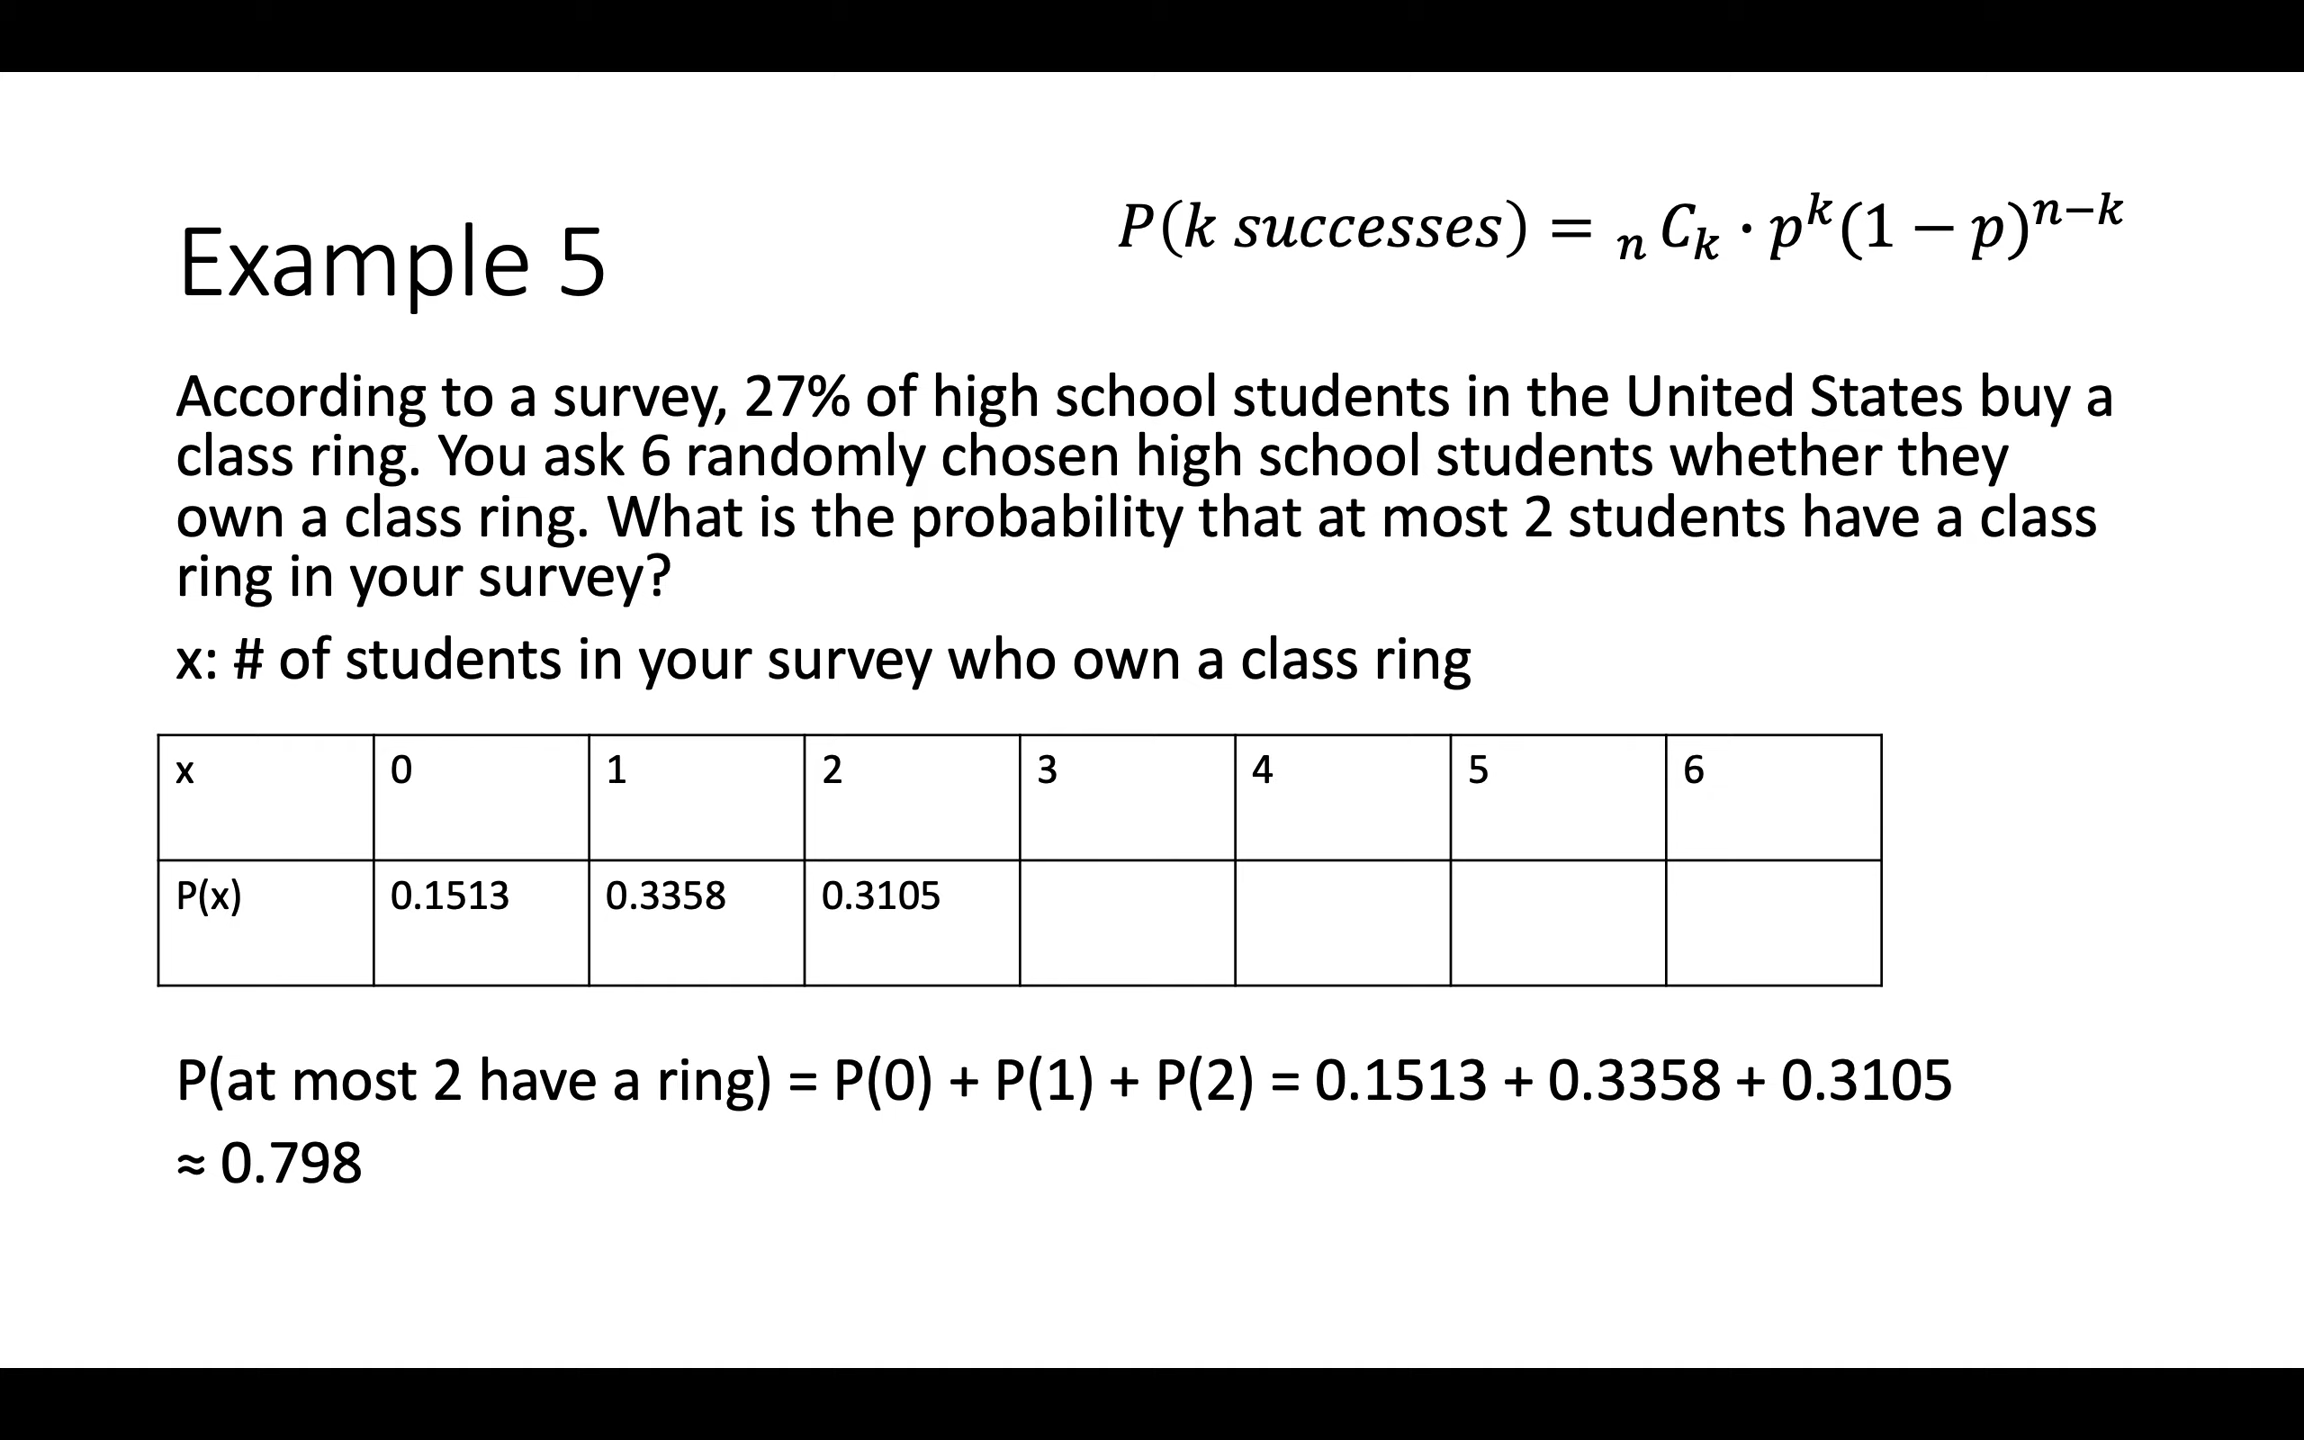 Example 5
P(k successes) = ₙCₖ · pᵏ(1 − p)ⁿ⁻ᵏ
According to a survey, 27% of high school students in the United States buy a
class ring. You ask 6 randomly chosen high school students whether they
own a class ring. What is the probability that at most 2 students have a class
ring in your survey?
x: # of students in your survey who own a class ring
x 0 1 2 3 4 5 6
P(x) 0.1513 0.3358 0.3105
P(at most 2 have a ring) = P(0) + P(1) + P(2) = 0.1513 + 0.3358 + 0.3105
≈ 0.798